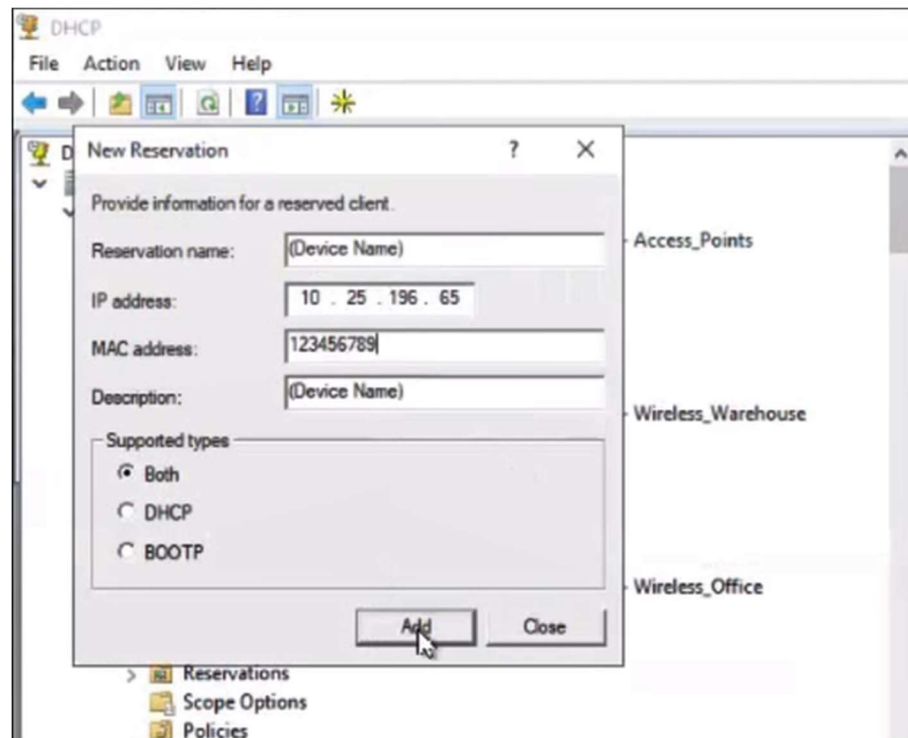 DHCP
File Action View Help
D
New Reservation ? X
Provide information for a reserved client.
Reservation name: (Device Name)
IP address: 10 . 25 . 196 . 65
MAC address: 123456789
Description: (Device Name)
Supported types
Both
DHCP
BOOTP
Add Close
Access_Points
Wireless_Warehouse
Wireless_Office
Reservations
Scope Options
Policies